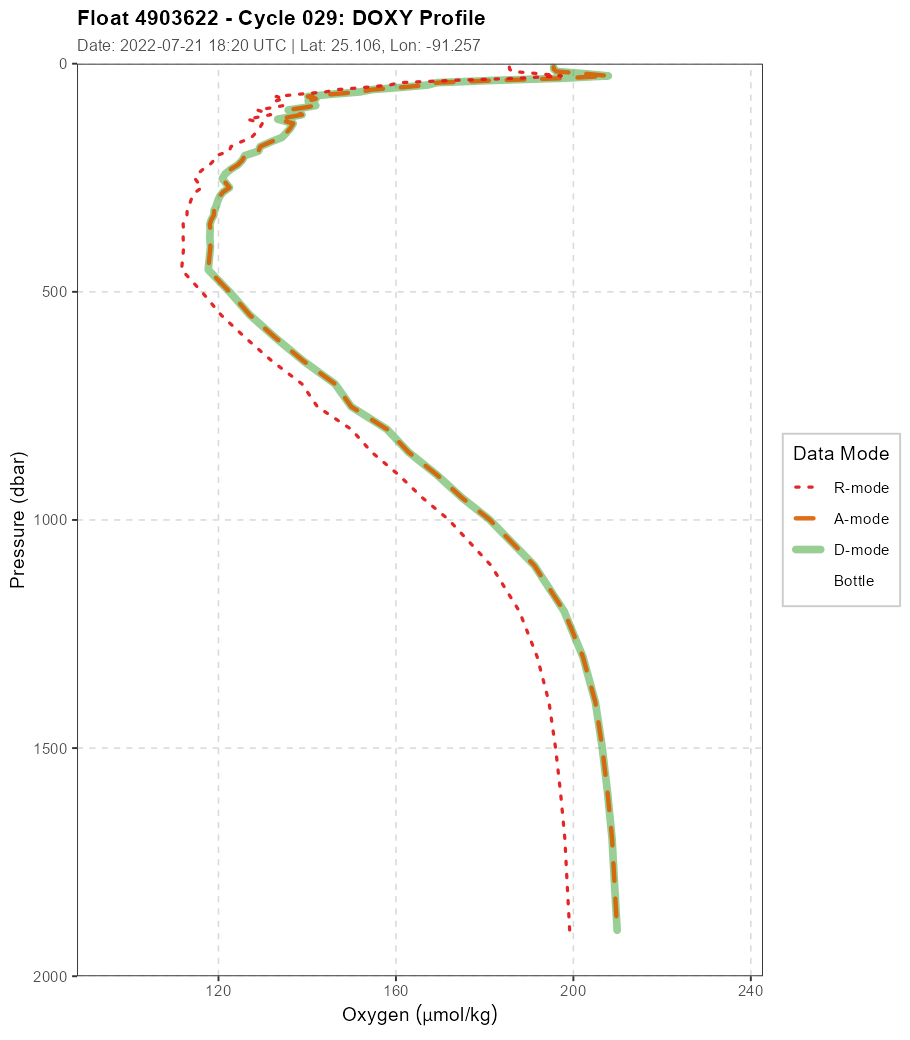 Float 4903622 - Cycle 029: DOXY Profile
Date: 2022-07-21 18:20 UTC | Lat: 25.106, Lon: -91.257
0
500
1000
1500
2000
Pressure (dbar)
120
160
200
240
Oxygen (μmol/kg)
Data Mode
R-mode
A-mode
D-mode
Bottle